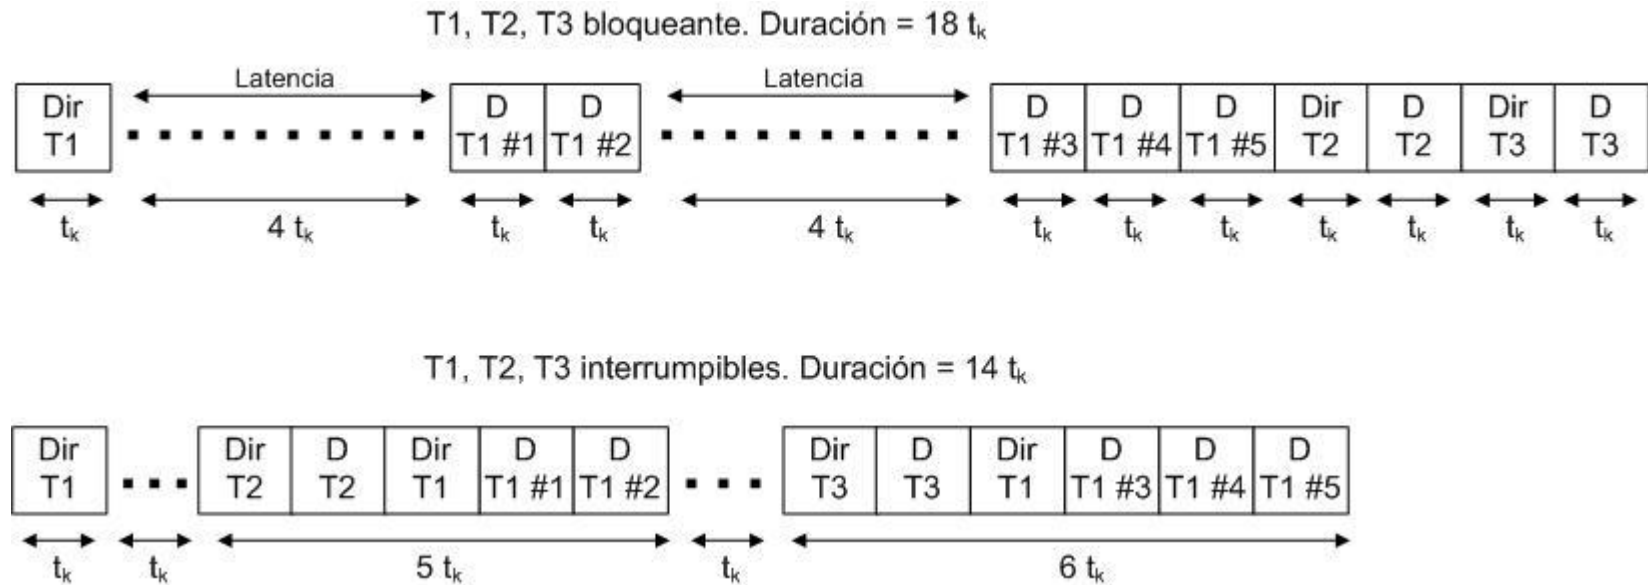 T1, T2, T3 bloqueante. Duración = 18 tₖ
Latencia Latencia
Dir D D D D D Dir D Dir D
T1 T1 #1 T1 #2 T1 #3 T1 #4 T1 #5 T2 T2 T3 T3
tₖ 4 tₖ tₖ tₖ 4 tₖ tₖ tₖ tₖ tₖ tₖ tₖ tₖ
T1, T2, T3 interrumpibles. Duración = 14 tₖ
Dir Dir D Dir D D Dir D Dir D D D
T1 T2 T2 T1 T1 #1 T1 #2 T3 T3 T1 T1 #3 T1 #4 T1 #5
tₖ tₖ 5 tₖ tₖ 6 tₖ